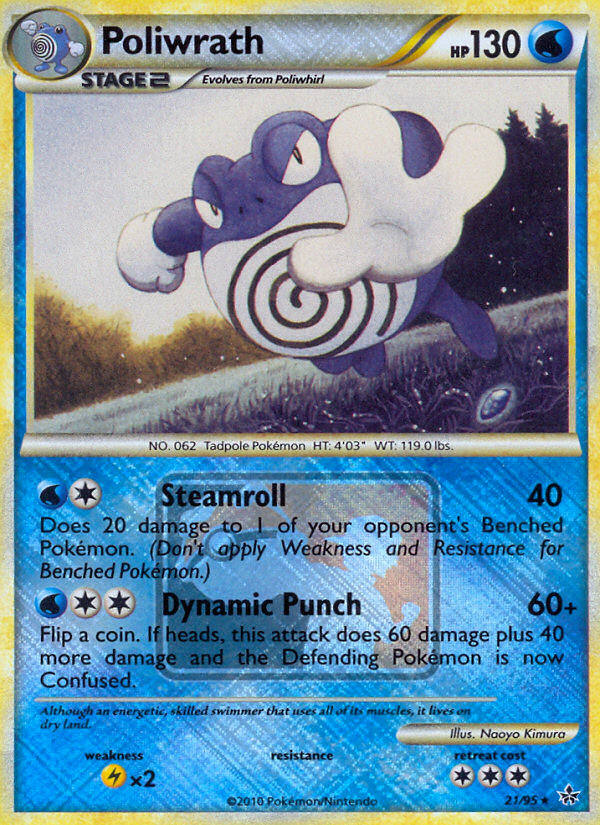 Poliwrath
HP 130
STAGE 2
Evolves from Poliwhirl
NO. 062 Tadpole Pokémon HT: 4'03" WT: 119.0 lbs.
Steamroll 40
Does 20 damage to 1 of your opponent's Benched
Pokémon. (Don't apply Weakness and Resistance for
Benched Pokémon.)
Dynamic Punch 60+
Flip a coin. If heads, this attack does 60 damage plus 40
more damage and the Defending Pokémon is now
Confused.
Although an energetic, skilled swimmer that uses all of its muscles, it lives on
dry land.
Illus. Naoyo Kimura
weakness resistance retreat cost
×2
©2010 Pokémon/Nintendo 21/95 ★